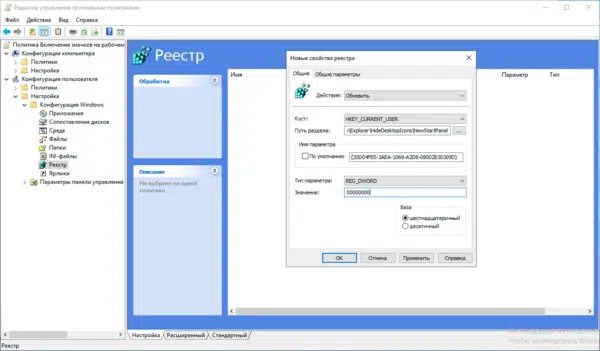 Редактор управления групповыми политиками
Файл Действие Вид Справка
Политика Включение значков на рабочем
Конфигурация компьютера
Политики
Настройка
Конфигурация пользователя
Политики
Настройка
Конфигурация Windows
Приложения
Сопоставления дисков
Среда
Файлы
Папки
INI-файлы
Реестр
Ярлыки
Параметры панели управления
Реестр
Обработка
Описание
Не выбрано ни одной
политики
Имя Параметр Тип
Новые свойства реестра
Общие Общие параметры
Действие: Обновить
Куст: HKEY_CURRENT_USER
Путь раздела: \Explorer\HideDesktopIcons\NewStartPanel ...
Имя параметра
По умолчанию {20D04FE0-3AEA-1069-A2D8-08002B30309D}
Тип параметра: REG_DWORD
Значение: 00000000
База
шестнадцатеричный
десятичный
ОК Отмена Применить Справка
Настройка Расширенный Стандартный
Чтобы активировать Windows
Реестр